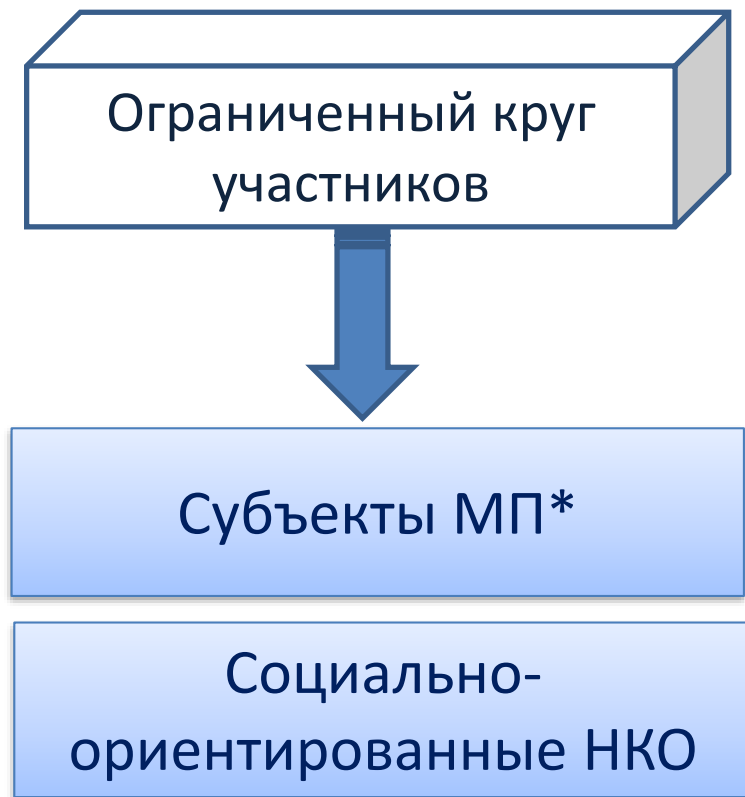 Ограниченный круг
участников
Субъекты МП*
Социально-
ориентированные НКО